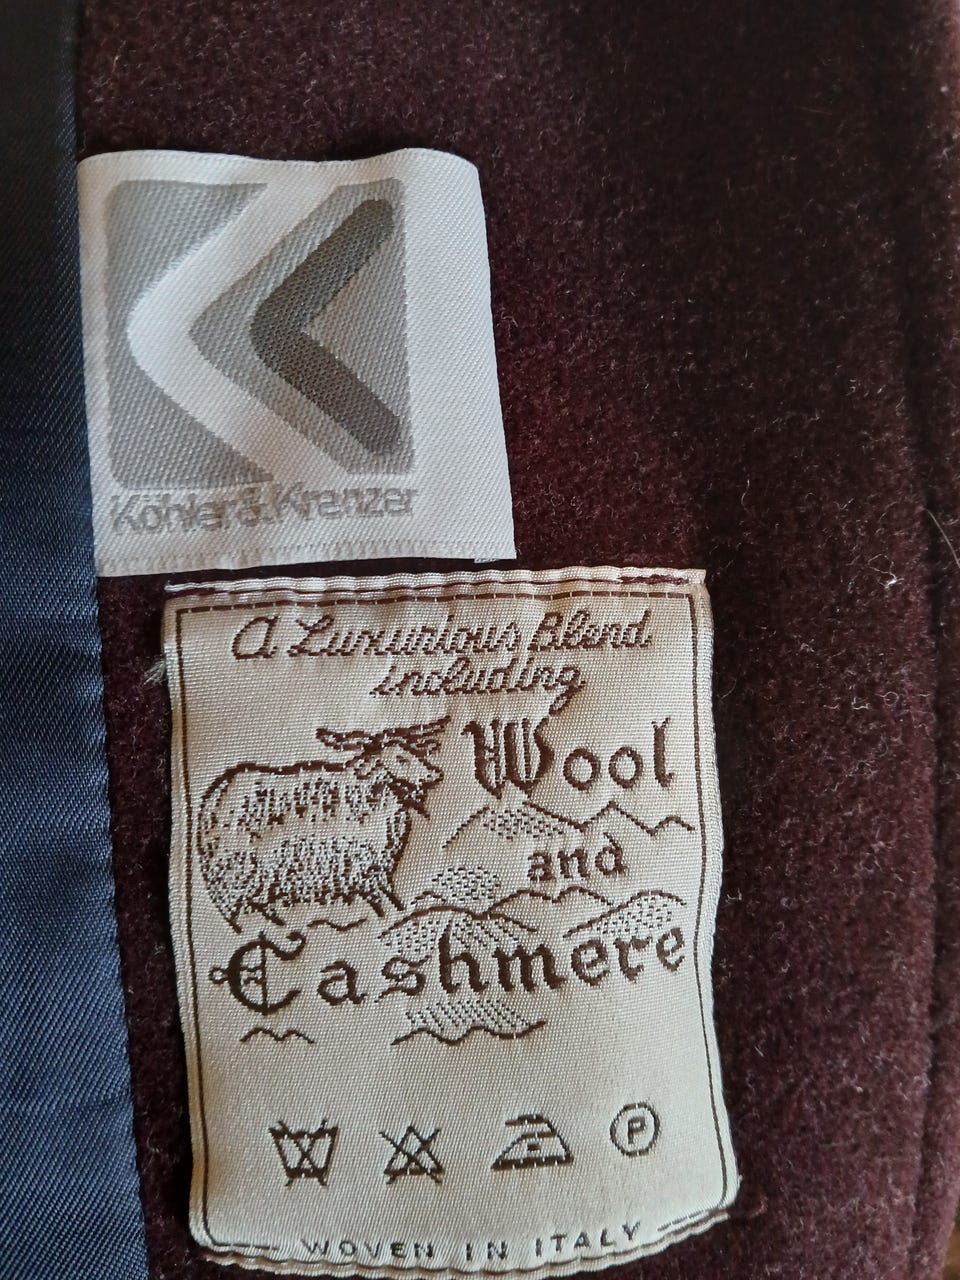 Köhler & Krenzer
A Luxurious Blend
including
Wool
and
Cashmere
P
WOVEN IN ITALY